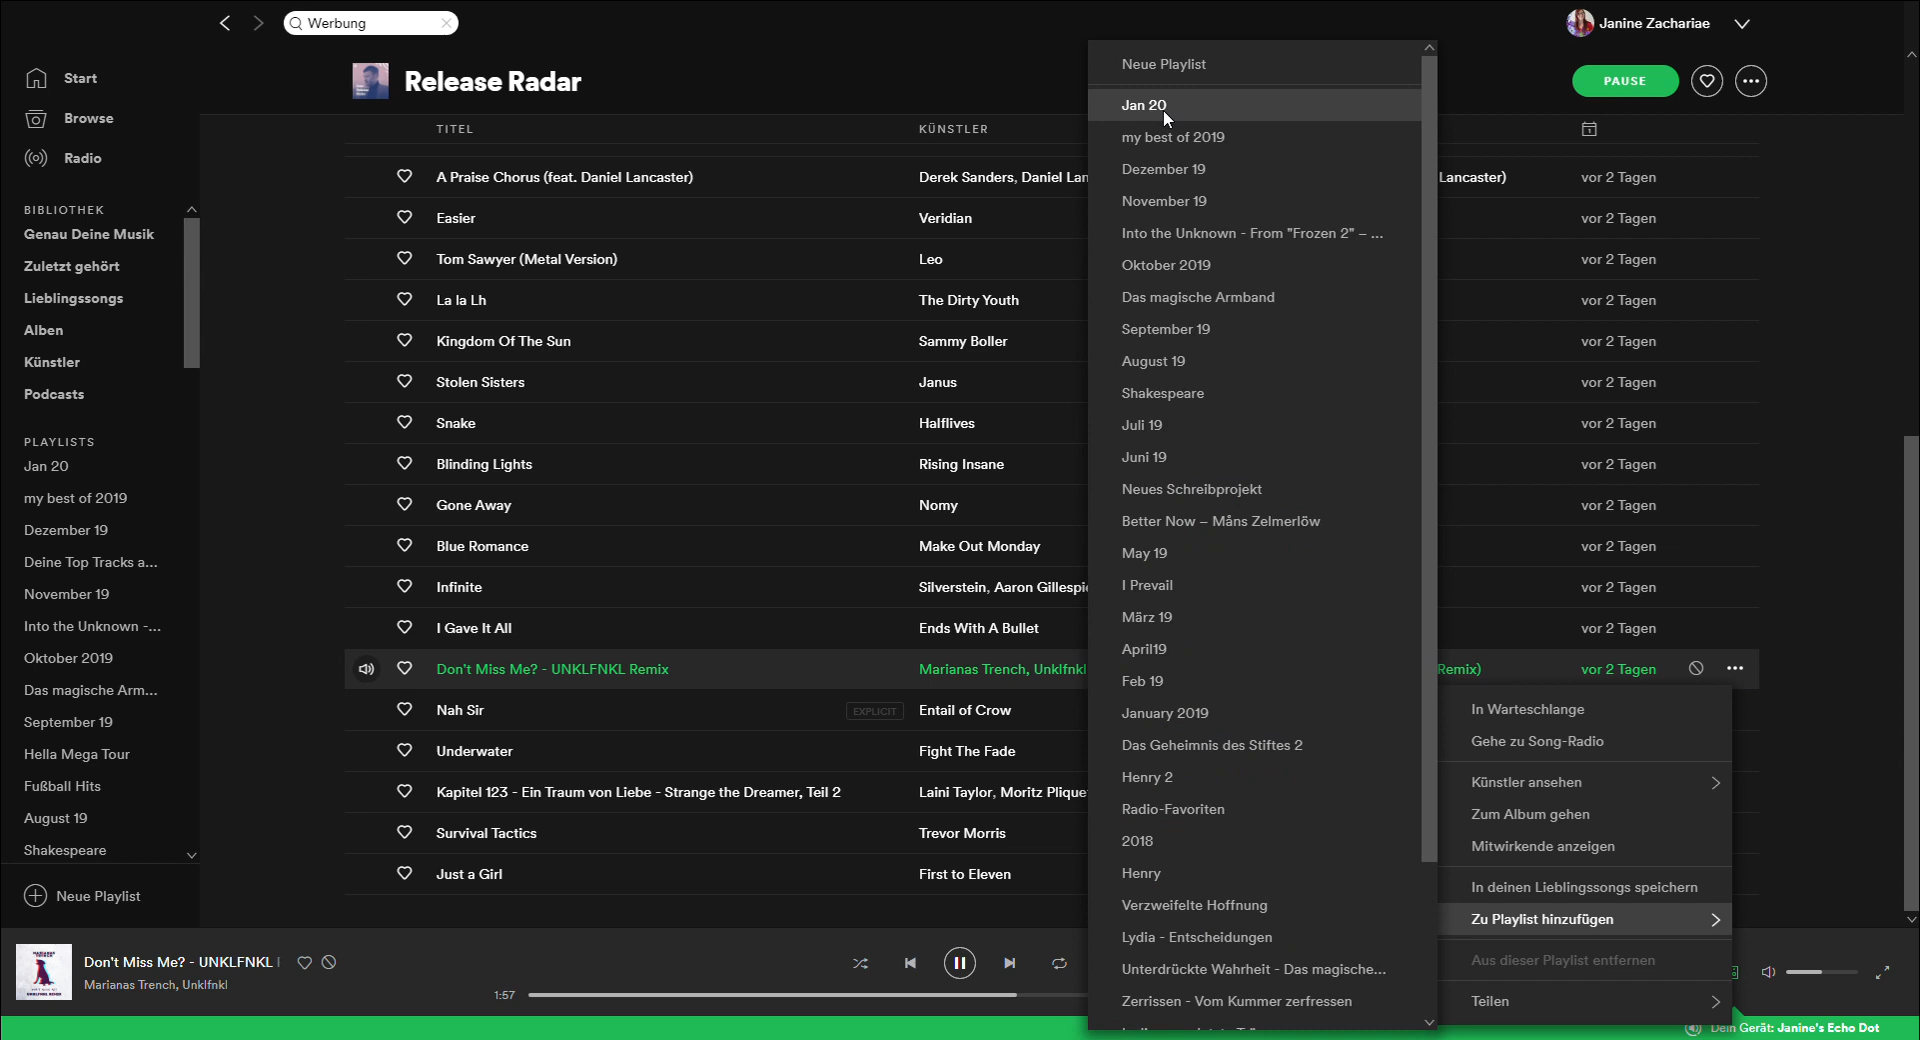 Werbung
Janine Zachariae
Start
Browse
Radio
BIBLIOTHEK
Genau Deine Musik
Zuletzt gehört
Lieblingssongs
Alben
Künstler
Podcasts
PLAYLISTS
Jan 20
my best of 2019
Dezember 19
Deine Top Tracks a...
November 19
Into the Unknown -...
Oktober 2019
Das magische Arm...
September 19
Hella Mega Tour
Fußball Hits
August 19
Shakespeare
Neue Playlist
Release Radar
PAUSE
TITEL KÜNSTLER
A Praise Chorus (feat. Daniel Lancaster) Derek Sanders, Daniel Lan Lancaster) vor 2 Tagen
Easier Veridian vor 2 Tagen
Tom Sawyer (Metal Version) Leo vor 2 Tagen
La la Lh The Dirty Youth vor 2 Tagen
Kingdom Of The Sun Sammy Boller vor 2 Tagen
Stolen Sisters Janus vor 2 Tagen
Snake Halflives vor 2 Tagen
Blinding Lights Rising Insane vor 2 Tagen
Gone Away Nomy vor 2 Tagen
Blue Romance Make Out Monday vor 2 Tagen
Infinite Silverstein, Aaron Gillespie vor 2 Tagen
I Gave It All Ends With A Bullet vor 2 Tagen
Don't Miss Me? - UNKLFNKL Remix Marianas Trench, Unklfnkl Remix) vor 2 Tagen
Nah Sir EXPLICIT Entail of Crow
Underwater Fight The Fade
Kapitel 123 - Ein Traum von Liebe - Strange the Dreamer, Teil 2 Laini Taylor, Moritz Pliquet
Survival Tactics Trevor Morris
Just a Girl First to Eleven
Neue Playlist
Jan 20
my best of 2019
Dezember 19
November 19
Into the Unknown - From "Frozen 2" – ...
Oktober 2019
Das magische Armband
September 19
August 19
Shakespeare
Juli 19
Juni 19
Neues Schreibprojekt
Better Now – Måns Zelmerlöw
May 19
I Prevail
März 19
April19
Feb 19
January 2019
Das Geheimnis des Stiftes 2
Henry 2
Radio-Favoriten
2018
Henry
Verzweifelte Hoffnung
Lydia - Entscheidungen
Unterdrückte Wahrheit - Das magische...
Zerrissen - Vom Kummer zerfressen
In Warteschlange
Gehe zu Song-Radio
Künstler ansehen
Zum Album gehen
Mitwirkende anzeigen
In deinen Lieblingssongs speichern
Zu Playlist hinzufügen
Aus dieser Playlist entfernen
Teilen
Don't Miss Me? - UNKLFNKL
Marianas Trench, Unklfnkl
1:57
Dein Gerät: Janine's Echo Dot